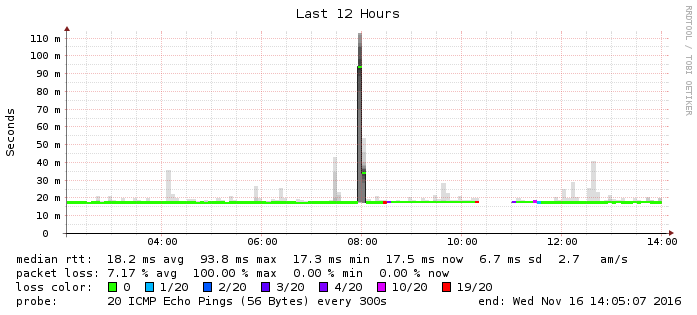 Last 12 Hours
RRDTOOL / TOBI OETIKER
Seconds
110 m
100 m
90 m
80 m
70 m
60 m
50 m
40 m
30 m
20 m
10 m
0
04:00 06:00 08:00 10:00 12:00 14:00
median rtt: 18.2 ms avg 93.8 ms max 17.3 ms min 17.5 ms now 6.7 ms sd 2.7 am/s
packet loss: 7.17 % avg 100.00 % max 0.00 % min 0.00 % now
loss color: 0 1/20 2/20 3/20 4/20 10/20 19/20
probe: 20 ICMP Echo Pings (56 Bytes) every 300s end: Wed Nov 16 14:05:07 2016